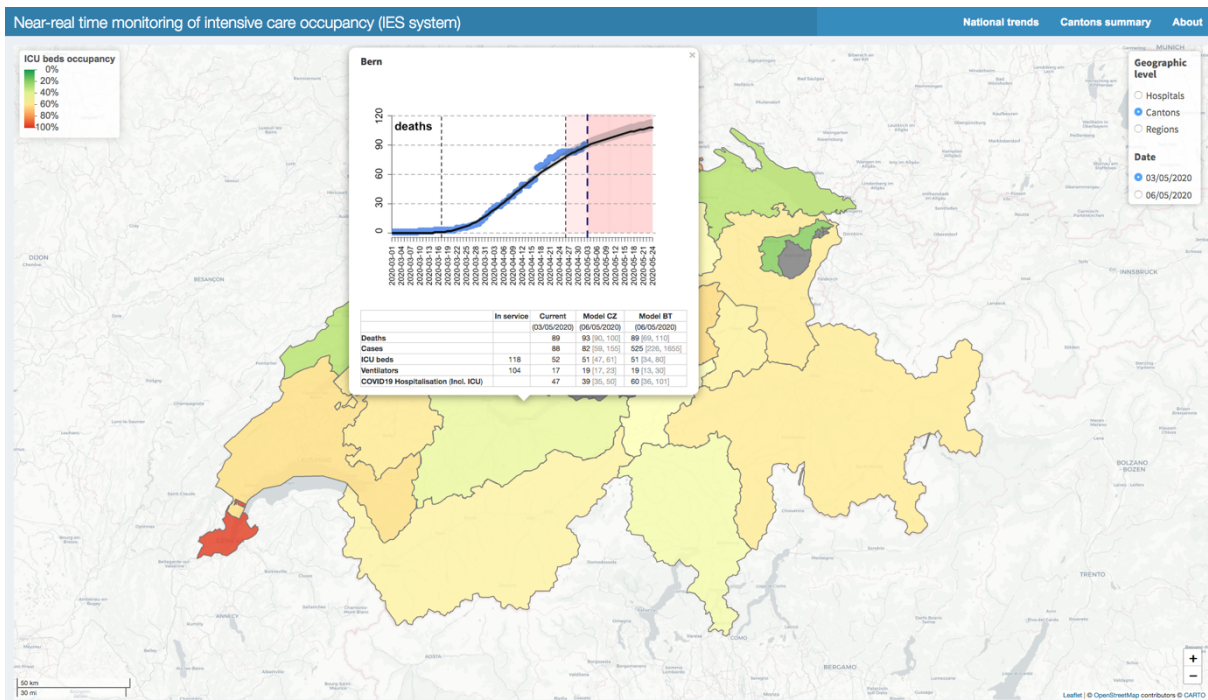 Near-real time monitoring of intensive care occupancy (IES system)
National trends Cantons summary About
ICU beds occupancy
0%
20%
40%
60%
80%
100%
Bern
×
deaths
120
90
60
30
0
2020-03-01
2020-03-04
2020-03-07
2020-03-10
2020-03-13
2020-03-16
2020-03-19
2020-03-22
2020-03-25
2020-03-28
2020-03-31
2020-04-03
2020-04-06
2020-04-09
2020-04-12
2020-04-15
2020-04-18
2020-04-21
2020-04-24
2020-04-27
2020-04-30
2020-05-03
2020-05-06
2020-05-09
2020-05-12
2020-05-15
2020-05-18
2020-05-21
2020-05-24
In service Current Model CZ Model BT
(03/05/2020) (06/05/2020) (06/05/2020)
Deaths 89 93 [90, 100] 89 [69, 110]
Cases 88 82 [59, 155] 525 [226, 1655]
ICU beds 118 52 51 [47, 61] 51 [34, 80]
Ventilators 104 17 19 [17, 23] 19 [13, 30]
COVID19 Hospitalisation (Incl. ICU) 47 39 [35, 50] 60 [36, 101]
Geographic
level
Hospitals
Cantons
Regions
Date
03/05/2020
06/05/2020
MUNICH
DIJON
BESANÇON
INNSBRUCK
BOLZANO
- BOZEN
TRENTO
ANNECY
AOSTA
COMO
BERGAMO
50 km
30 mi
+
−
Leaflet | © OpenStreetMap contributors © CARTO